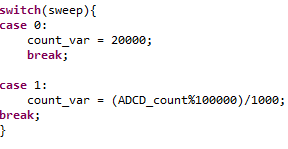 switch(sweep){
case 0:
    count_var = 20000;
    break;

case 1:
    count_var = (ADCD_count%100000)/1000;
break;
}